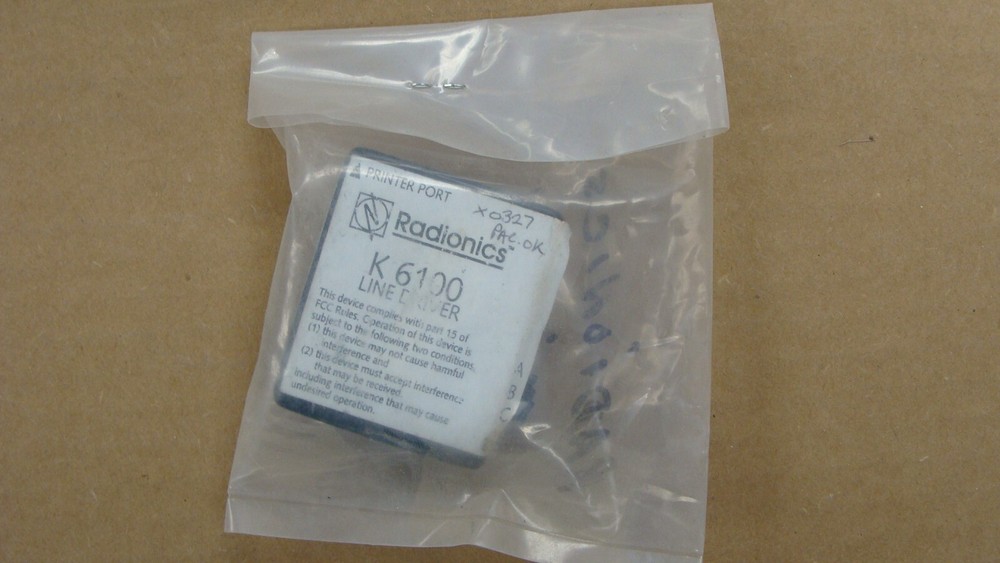 PRINTER PORT
x0327
PAC.OK
Radionics™
K 6100
LINE DRIVER
This device complies with part 15 of
FCC Rules. Operation of this device is
subject to the following two conditions,
(1) this device may not cause harmful
interference and
(2) this device must accept interference
that may be received
including interference that may cause
undesired operation.
A
B
C